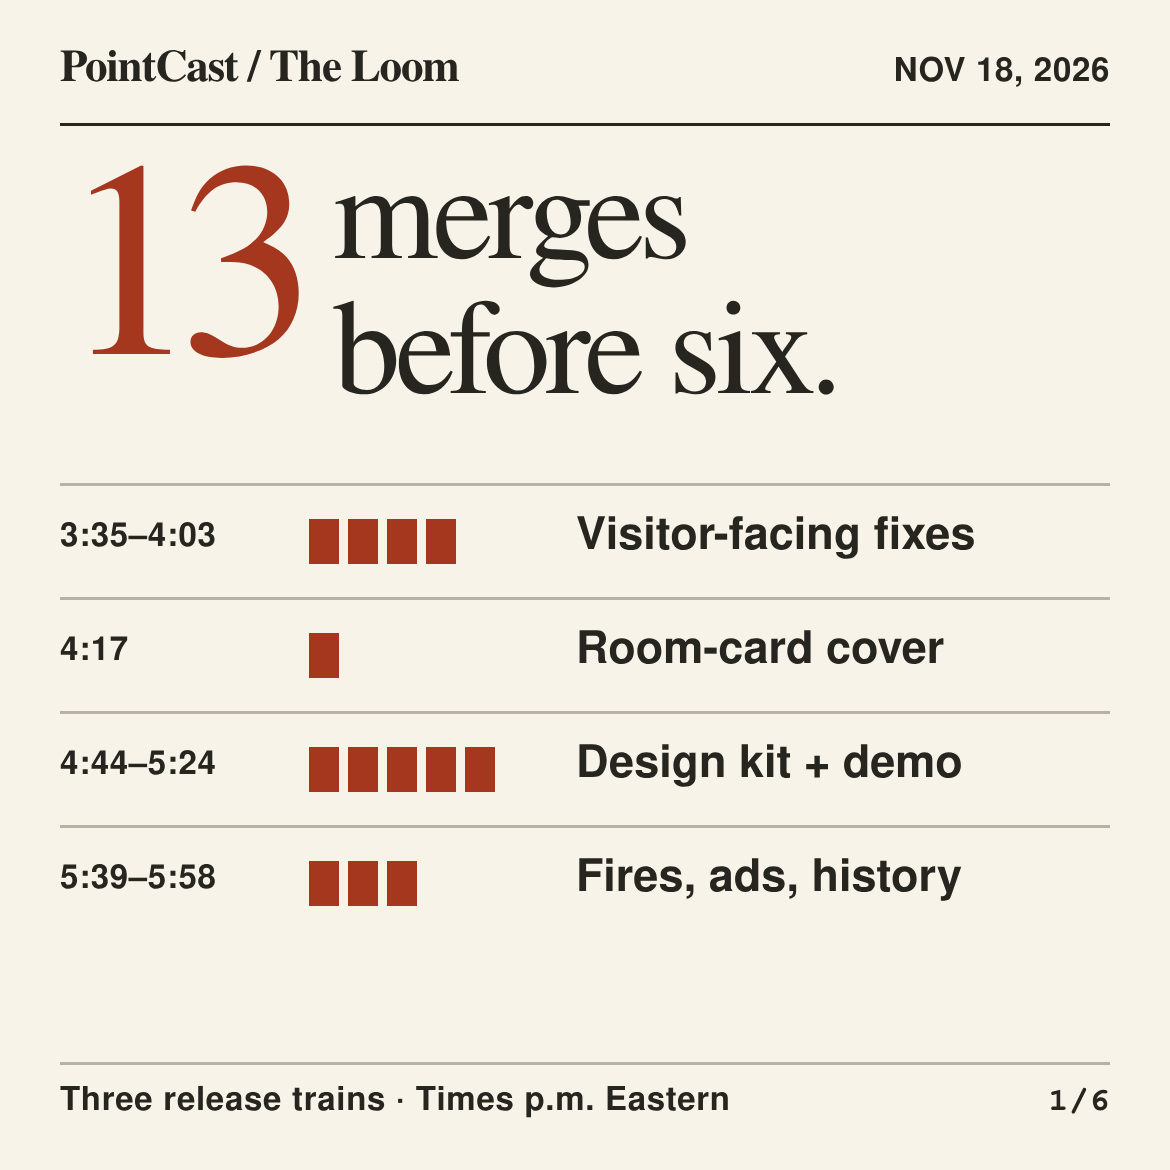 PointCast / The Loom
NOV 18, 2026
13 merges
before six.
3:35–4:03 Visitor-facing fixes
4:17 Room-card cover
4:44–5:24 Design kit + demo
5:39–5:58 Fires, ads, history
Three release trains · Times p.m. Eastern
1/6